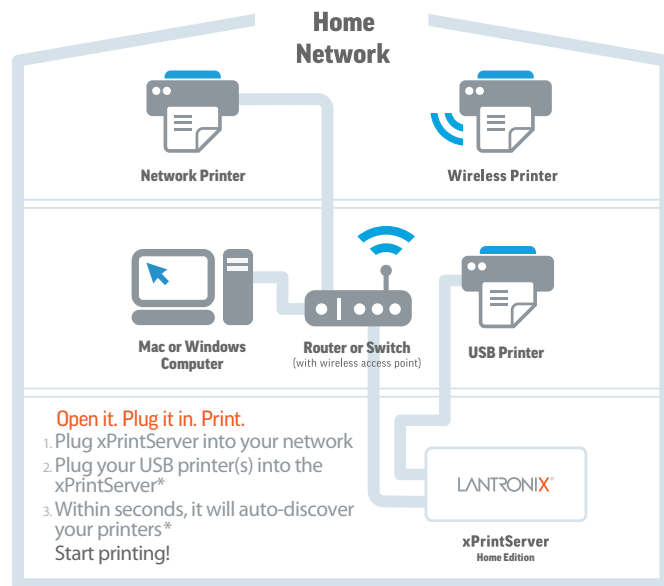 Home
Network
Network Printer
Wireless Printer
Mac or Windows
Computer
Router or Switch
(with wireless access point)
USB Printer
Open it. Plug it in. Print.
1. Plug xPrintServer into your network
2. Plug your USB printer(s) into the
xPrintServer*
3. Within seconds, it will auto-discover
your printers*
Start printing!
LANTRONIX®
xPrintServer
Home Edition